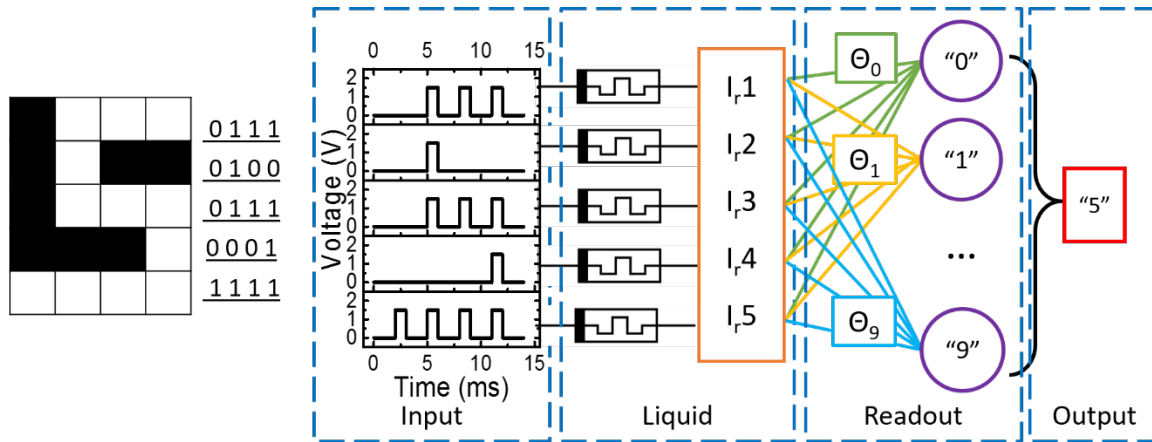 0 1 1 1
0 1 0 0
0 1 1 1
0 0 0 1
1 1 1 1
0 5 10 15
2
1
0
2
1
0
2
1
0
2
1
0
2
1
0
Voltage (V)
0 5 10 15
Time (ms)
Input
Iᵣ1
Iᵣ2
Iᵣ3
Iᵣ4
Iᵣ5
Liquid
Θ₀
Θ₁
Θ₉
“0”
“1”
...
“9”
Readout
“5”
Output